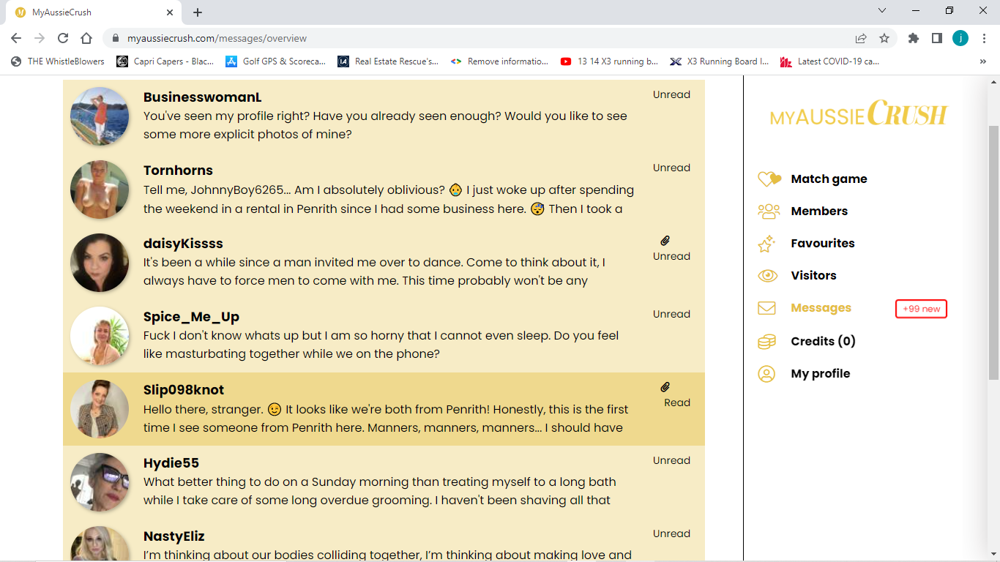 MyAussieCrush
myaussiecrush.com/messages/overview
j
THE WhistleBlowers
Capri Capers - Blac...
Golf GPS & Scoreca...
Real Estate Rescue's...
Remove informatio...
13 14 X3 running b...
X3 Running Board I...
Latest COVID-19 ca...
»
BusinesswomanL
Unread
You've seen my profile right? Have you already seen enough? Would you like to see
some more explicit photos of mine?
Tornhorns
Unread
Tell me, JohnnyBoy6265... Am I absolutely oblivious? 😢 I just woke up after spending
the weekend in a rental in Penrith since I had some business here. 😴 Then I took a
daisyKissss
Unread
It's been a while since a man invited me over to dance. Come to think about it, I
always have to force men to come with me. This time probably won't be any
Spice_Me_Up
Unread
Fuck I don't know whats up but I am so horny that I cannot even sleep. Do you feel
like masturbating together while we on the phone?
Slip098knot
Read
Hello there, stranger. 😉 It looks like we're both from Penrith! Honestly, this is the first
time I see someone from Penrith here. Manners, manners, manners... I should have
Hydie55
Unread
What better thing to do on a Sunday morning than treating myself to a long bath
while I take care of some long overdue grooming. I haven't been shaving all that
NastyEliz
Unread
I'm thinking about our bodies colliding together, I'm thinking about making love and
MYAUSSIECRUSH
Match game
Members
Favourites
Visitors
Messages
+99 new
Credits (0)
My profile